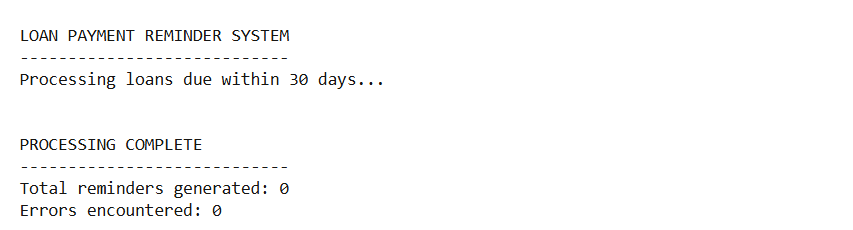 LOAN PAYMENT REMINDER SYSTEM
----------------------------
Processing loans due within 30 days...
PROCESSING COMPLETE
----------------------------
Total reminders generated: 0
Errors encountered: 0